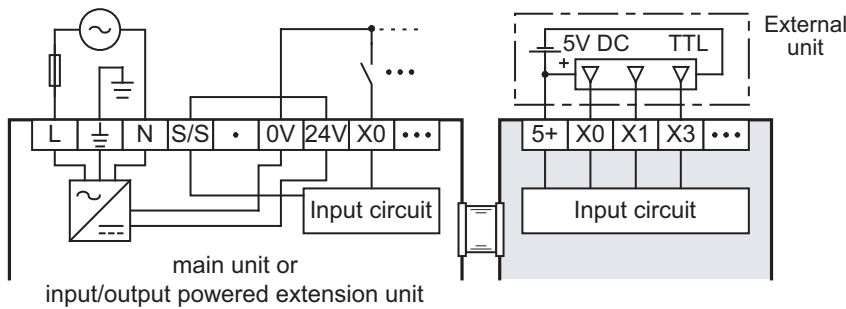 5V DC
TTL
+
External
unit
L
N
S/S
•
0V
24V
X0
•••
5+
X0
X1
X3
•••
Input circuit
Input circuit
main unit or
input/output powered extension unit